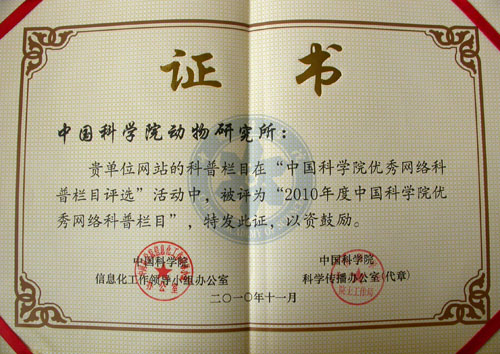 证书
中国科学院动物研究所：
贵单位网站的科普栏目在“中国科学院优秀网络科
普栏目评选”活动中，被评为“2010年度中国科学院优
秀网络科普栏目”，特发此证，以资鼓励。
中国科学院
信息化工作领导小组办公室
中国科学院
科学传播办公室(代章)
院士工作局
二〇一〇年十一月